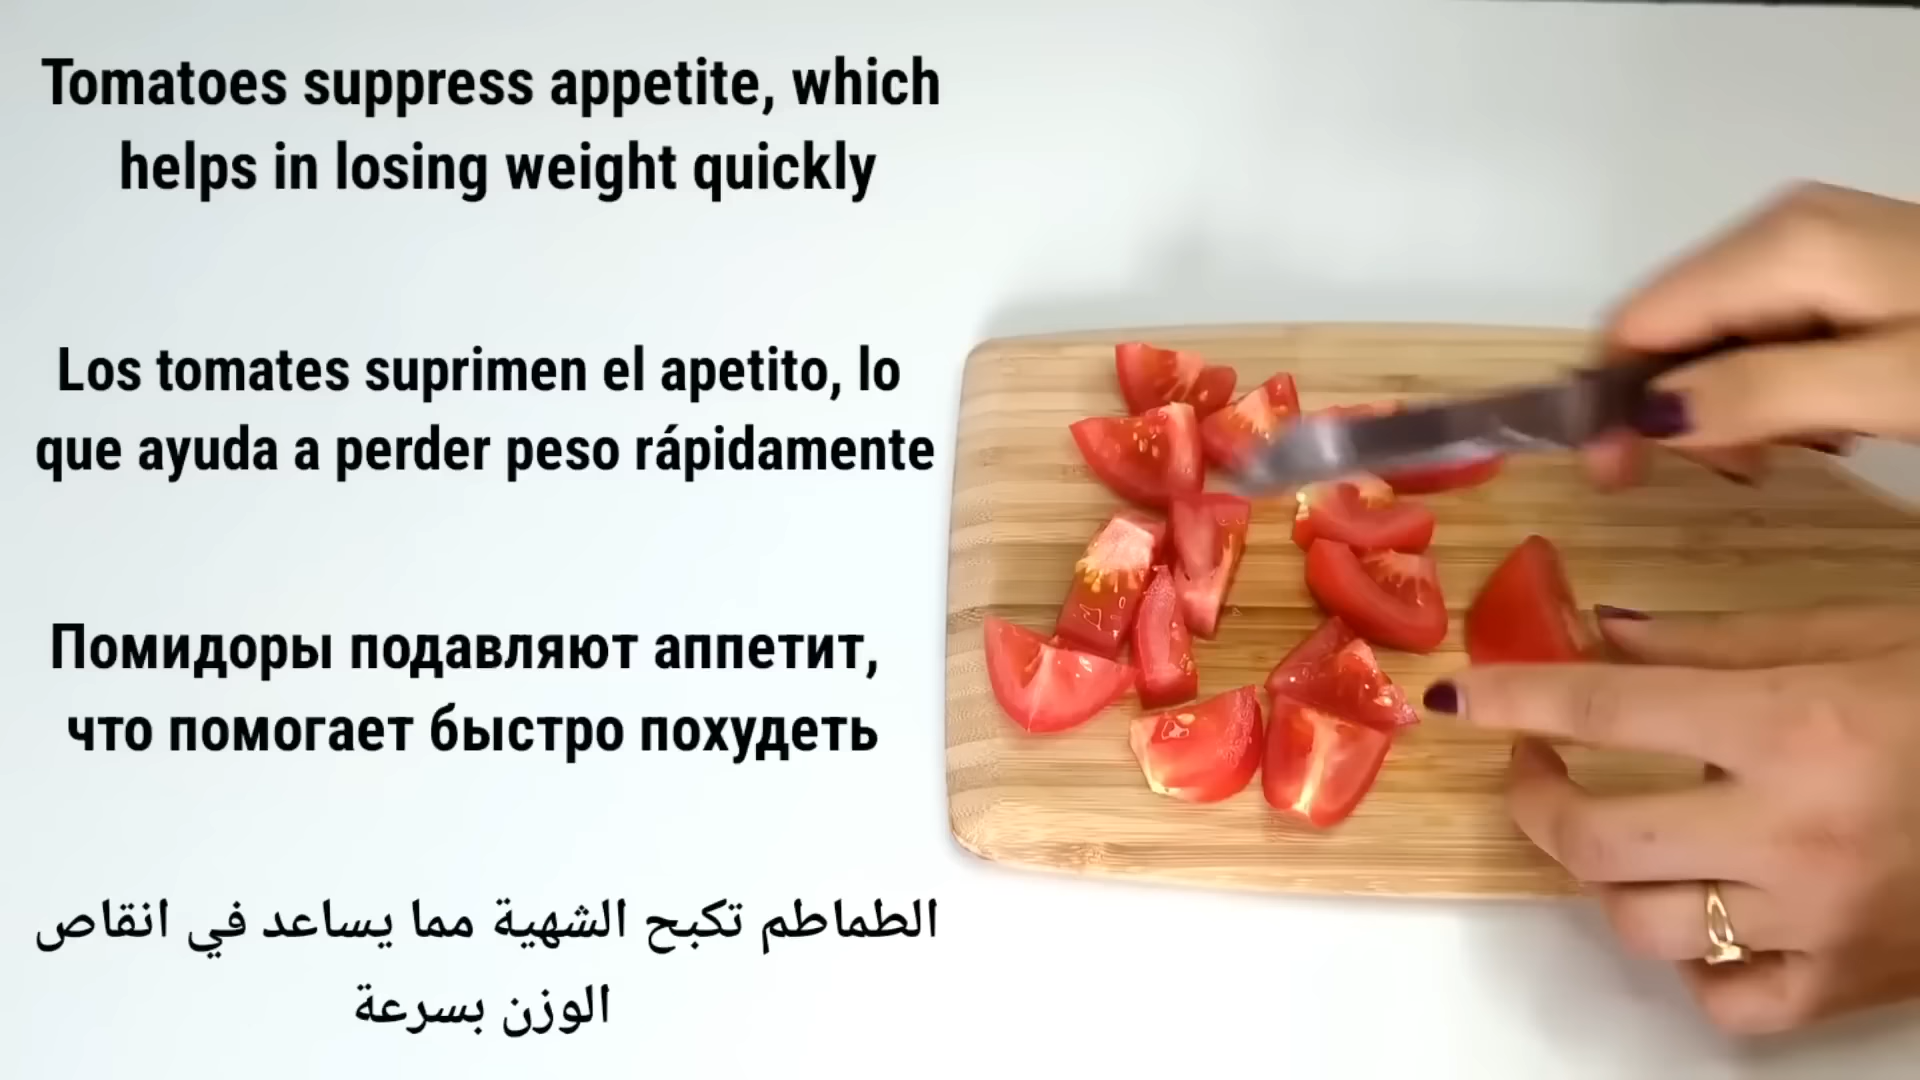 Tomatoes suppress appetite, which
helps in losing weight quickly
Los tomates suprimen el apetito, lo
que ayuda a perder peso rápidamente
Помидоры подавляют аппетит,
что помогает быстро похудеть
الطماطم تكبح الشهية مما يساعد في انقاص
الوزن بسرعة